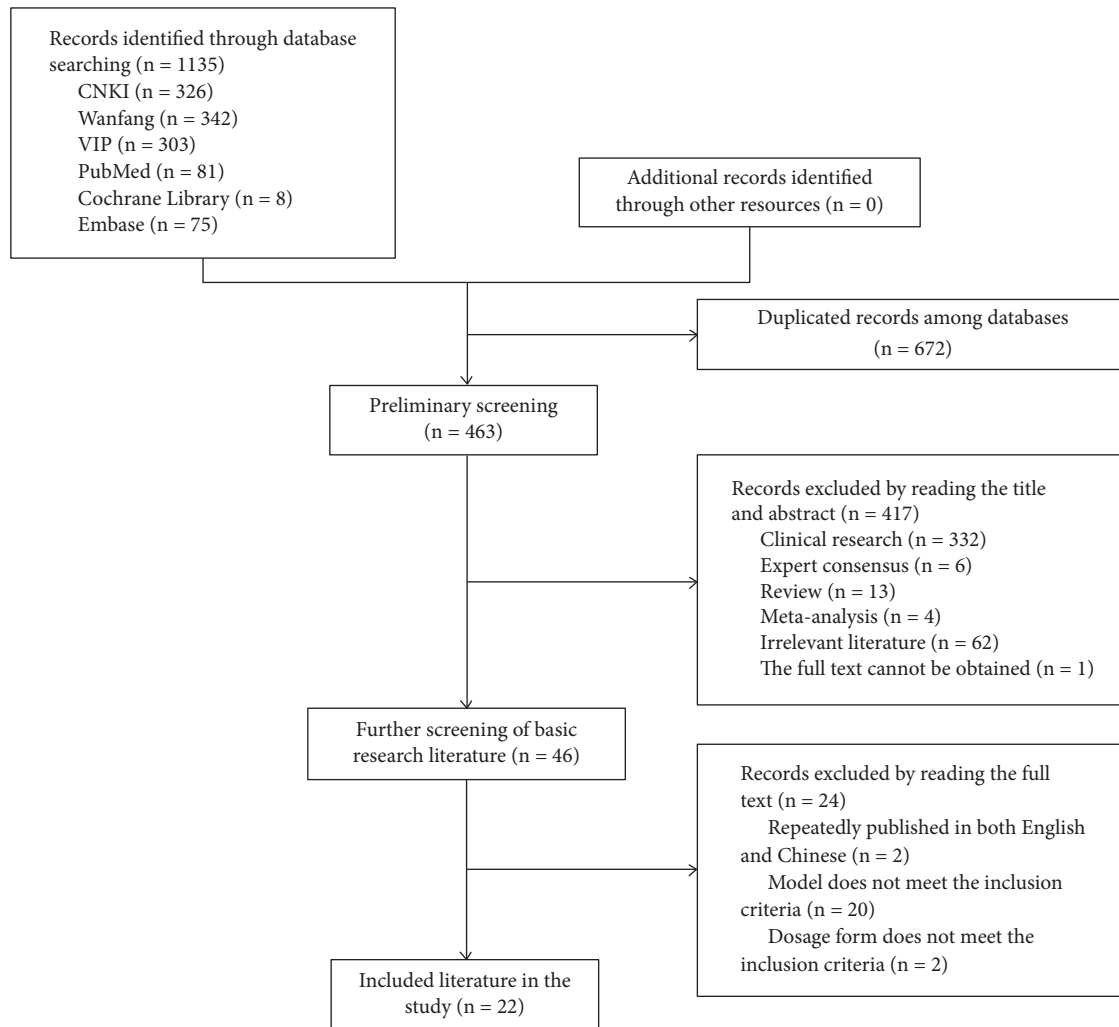 Records identified through database
searching (n = 1135)
CNKI (n = 326)
Wanfang (n = 342)
VIP (n = 303)
PubMed (n = 81)
Cochrane Library (n = 8)
Embase (n = 75)
Additional records identified
through other resources (n = 0)
Duplicated records among databases
(n = 672)
Preliminary screening
(n = 463)
Records excluded by reading the title
and abstract (n = 417)
Clinical research (n = 332)
Expert consensus (n = 6)
Review (n = 13)
Meta-analysis (n = 4)
Irrelevant literature (n = 62)
The full text cannot be obtained (n = 1)
Further screening of basic
research literature (n = 46)
Records excluded by reading the full
text (n = 24)
Repeatedly published in both English
and Chinese (n = 2)
Model does not meet the inclusion
criteria (n = 20)
Dosage form does not meet the
inclusion criteria (n = 2)
Included literature in the
study (n = 22)